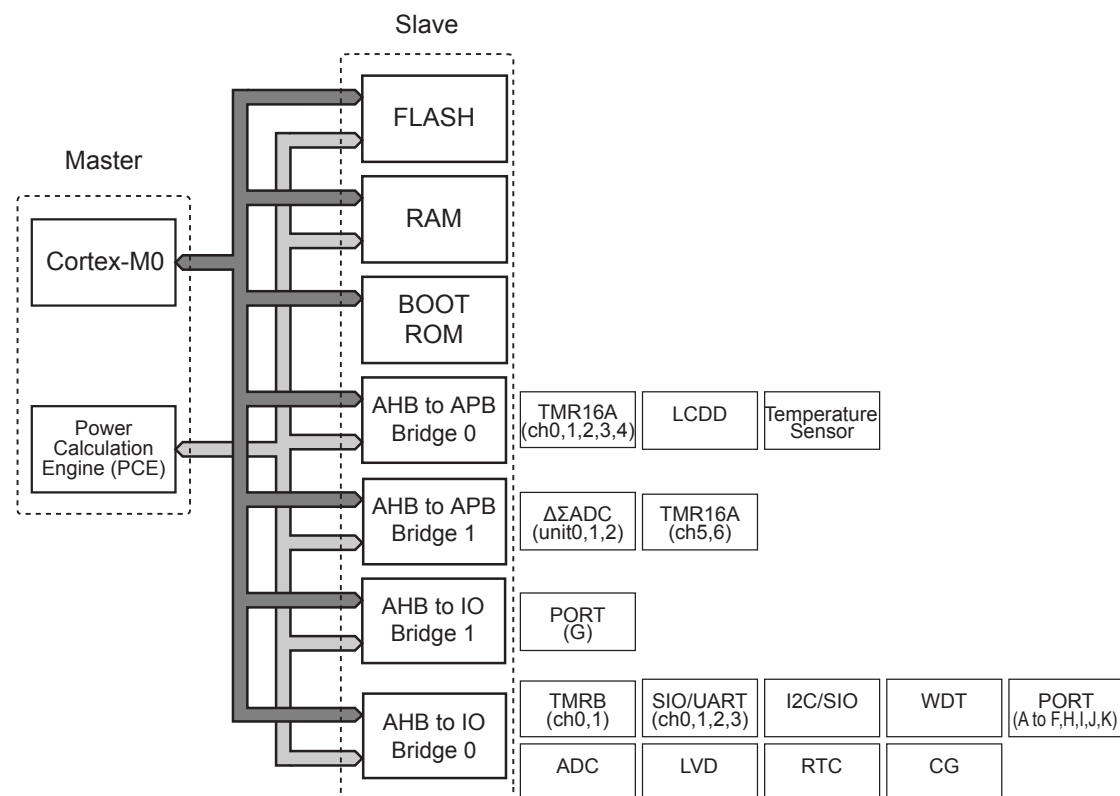 Slave
FLASH
Master
RAM
Cortex-M0
BOOT
ROM
AHB to APB
Bridge 0
TMR16A
(ch0,1,2,3,4)
LCDD
Temperature
Sensor
Power
Calculation
Engine (PCE)
AHB to APB
Bridge 1
ΔΣADC
(unit0,1,2)
TMR16A
(ch5,6)
AHB to IO
Bridge 1
PORT
(G)
AHB to IO
Bridge 0
TMRB
(ch0,1)
SIO/UART
(ch0,1,2,3)
I2C/SIO
WDT
PORT
(A to F,H,I,J,K)
ADC
LVD
RTC
CG